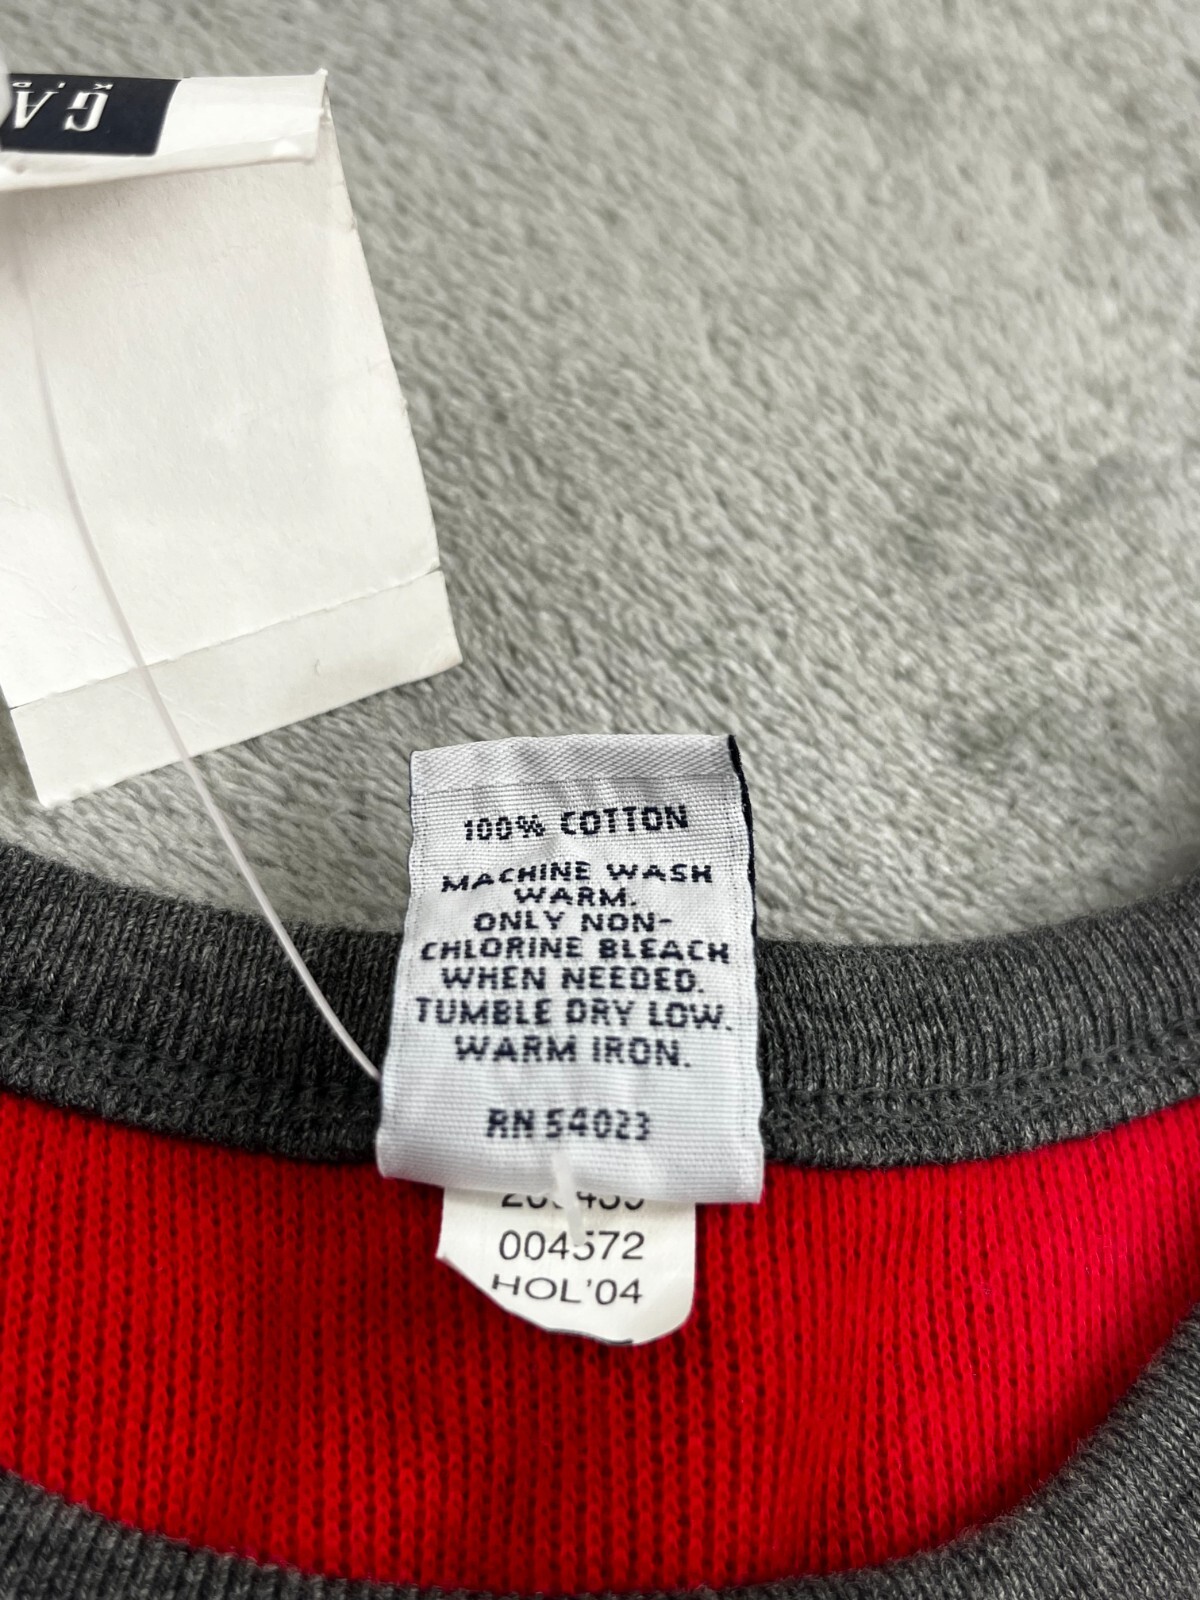 GA
100% COTTON
MACHINE WASH
WARM.
ONLY NON-
CHLORINE BLEACH
WHEN NEEDED.
TUMBLE DRY LOW.
WARM IRON.
RN 54023
004572
HOL'04